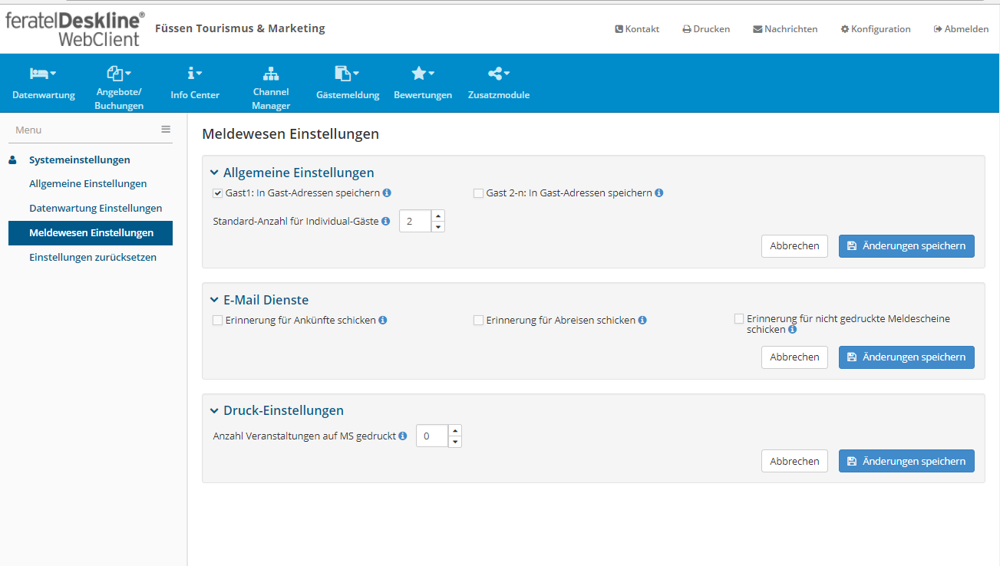 feratelDeskline®
WebClient
Füssen Tourismus & Marketing
Kontakt
Drucken
Nachrichten
Konfiguration
Abmelden
Datenwartung
Angebote/
Buchungen
Info Center
Channel
Manager
Gästemeldung
Bewertungen
Zusatzmodule
Menu
Systemeinstellungen
Allgemeine Einstellungen
Datenwartung Einstellungen
Meldewesen Einstellungen
Einstellungen zurücksetzen
Meldewesen Einstellungen
Allgemeine Einstellungen
Gast1: In Gast-Adressen speichern
Gast 2-n: In Gast-Adressen speichern
Standard-Anzahl für Individual-Gäste 2
Abbrechen
Änderungen speichern
E-Mail Dienste
Erinnerung für Ankünfte schicken
Erinnerung für Abreisen schicken
Erinnerung für nicht gedruckte Meldescheine
schicken
Abbrechen
Änderungen speichern
Druck-Einstellungen
Anzahl Veranstaltungen auf MS gedruckt 0
Abbrechen
Änderungen speichern